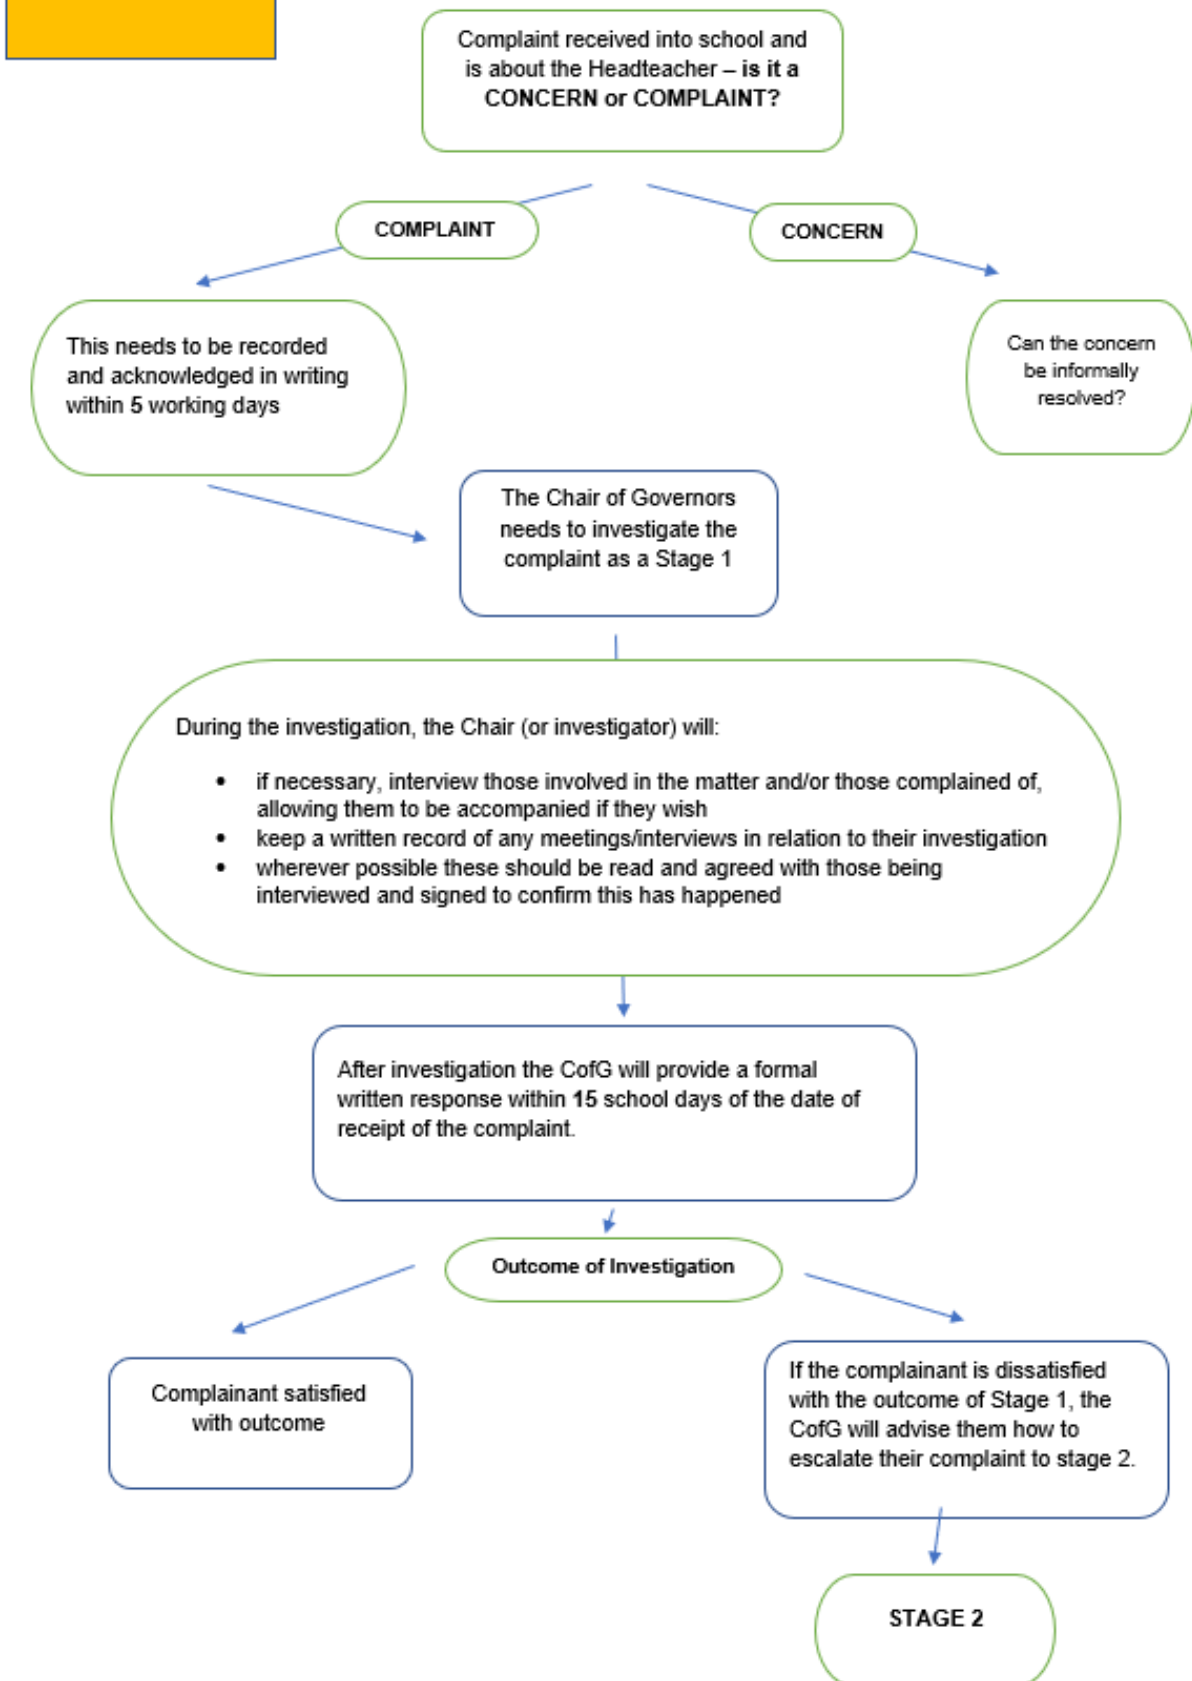 Complaint received into school and
is about the Headteacher – is it a
CONCERN or COMPLAINT?
COMPLAINT
CONCERN
This needs to be recorded
and acknowledged in writing
within 5 working days
Can the concern
be informally
resolved?
The Chair of Governors
needs to investigate the
complaint as a Stage 1
During the investigation, the Chair (or investigator) will:
• if necessary, interview those involved in the matter and/or those complained of,
allowing them to be accompanied if they wish
• keep a written record of any meetings/interviews in relation to their investigation
• wherever possible these should be read and agreed with those being
interviewed and signed to confirm this has happened
After investigation the CofG will provide a formal
written response within 15 school days of the date of
receipt of the complaint.
Outcome of Investigation
Complainant satisfied
with outcome
If the complainant is dissatisfied
with the outcome of Stage 1, the
CofG will advise them how to
escalate their complaint to stage 2.
STAGE 2